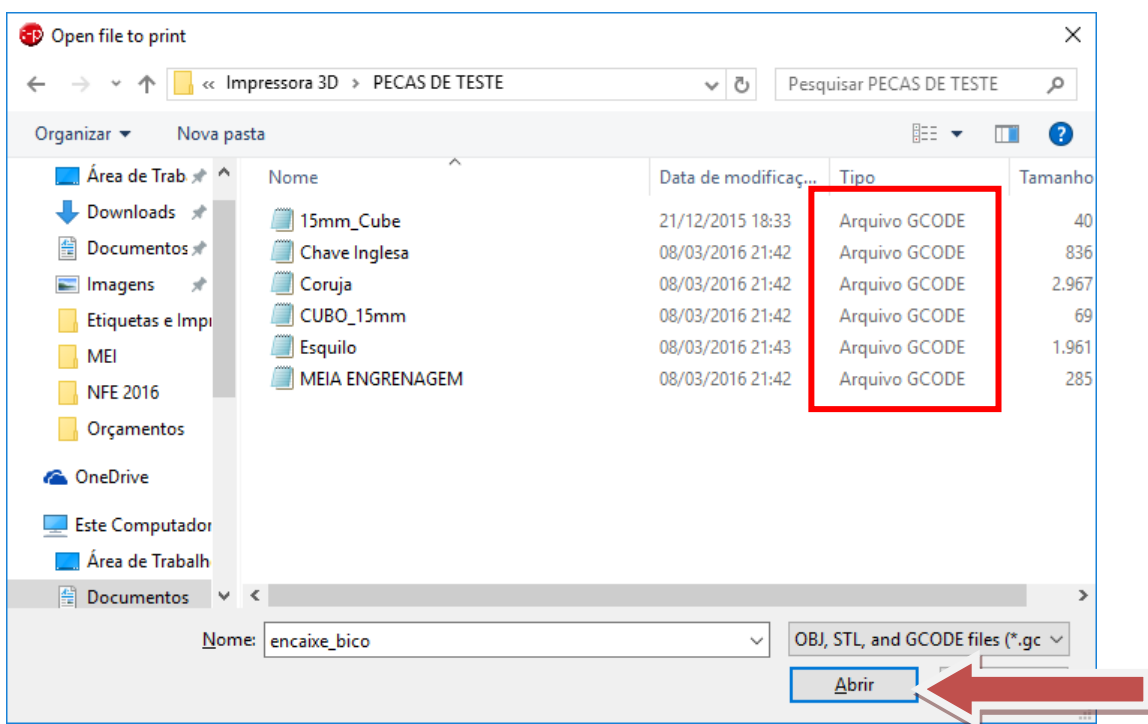 Open file to print
« Impressora 3D > PECAS DE TESTE
Pesquisar PECAS DE TESTE
Organizar
Nova pasta
Nome
Data de modificaç...
Tipo
Tamanho
15mm_Cube 21/12/2015 18:33 Arquivo GCODE 40
Chave Inglesa 08/03/2016 21:42 Arquivo GCODE 836
Coruja 08/03/2016 21:42 Arquivo GCODE 2.967
CUBO_15mm 08/03/2016 21:42 Arquivo GCODE 69
Esquilo 08/03/2016 21:43 Arquivo GCODE 1.961
MEIA ENGRENAGEM 08/03/2016 21:42 Arquivo GCODE 285
Área de Trab
Downloads
Documentos
Imagens
Etiquetas e Impr
MEI
NFE 2016
Orçamentos
OneDrive
Este Computador
Área de Trabalh
Documentos
Nome: encaixe_bico
OBJ, STL, and GCODE files (*.gc
Abrir